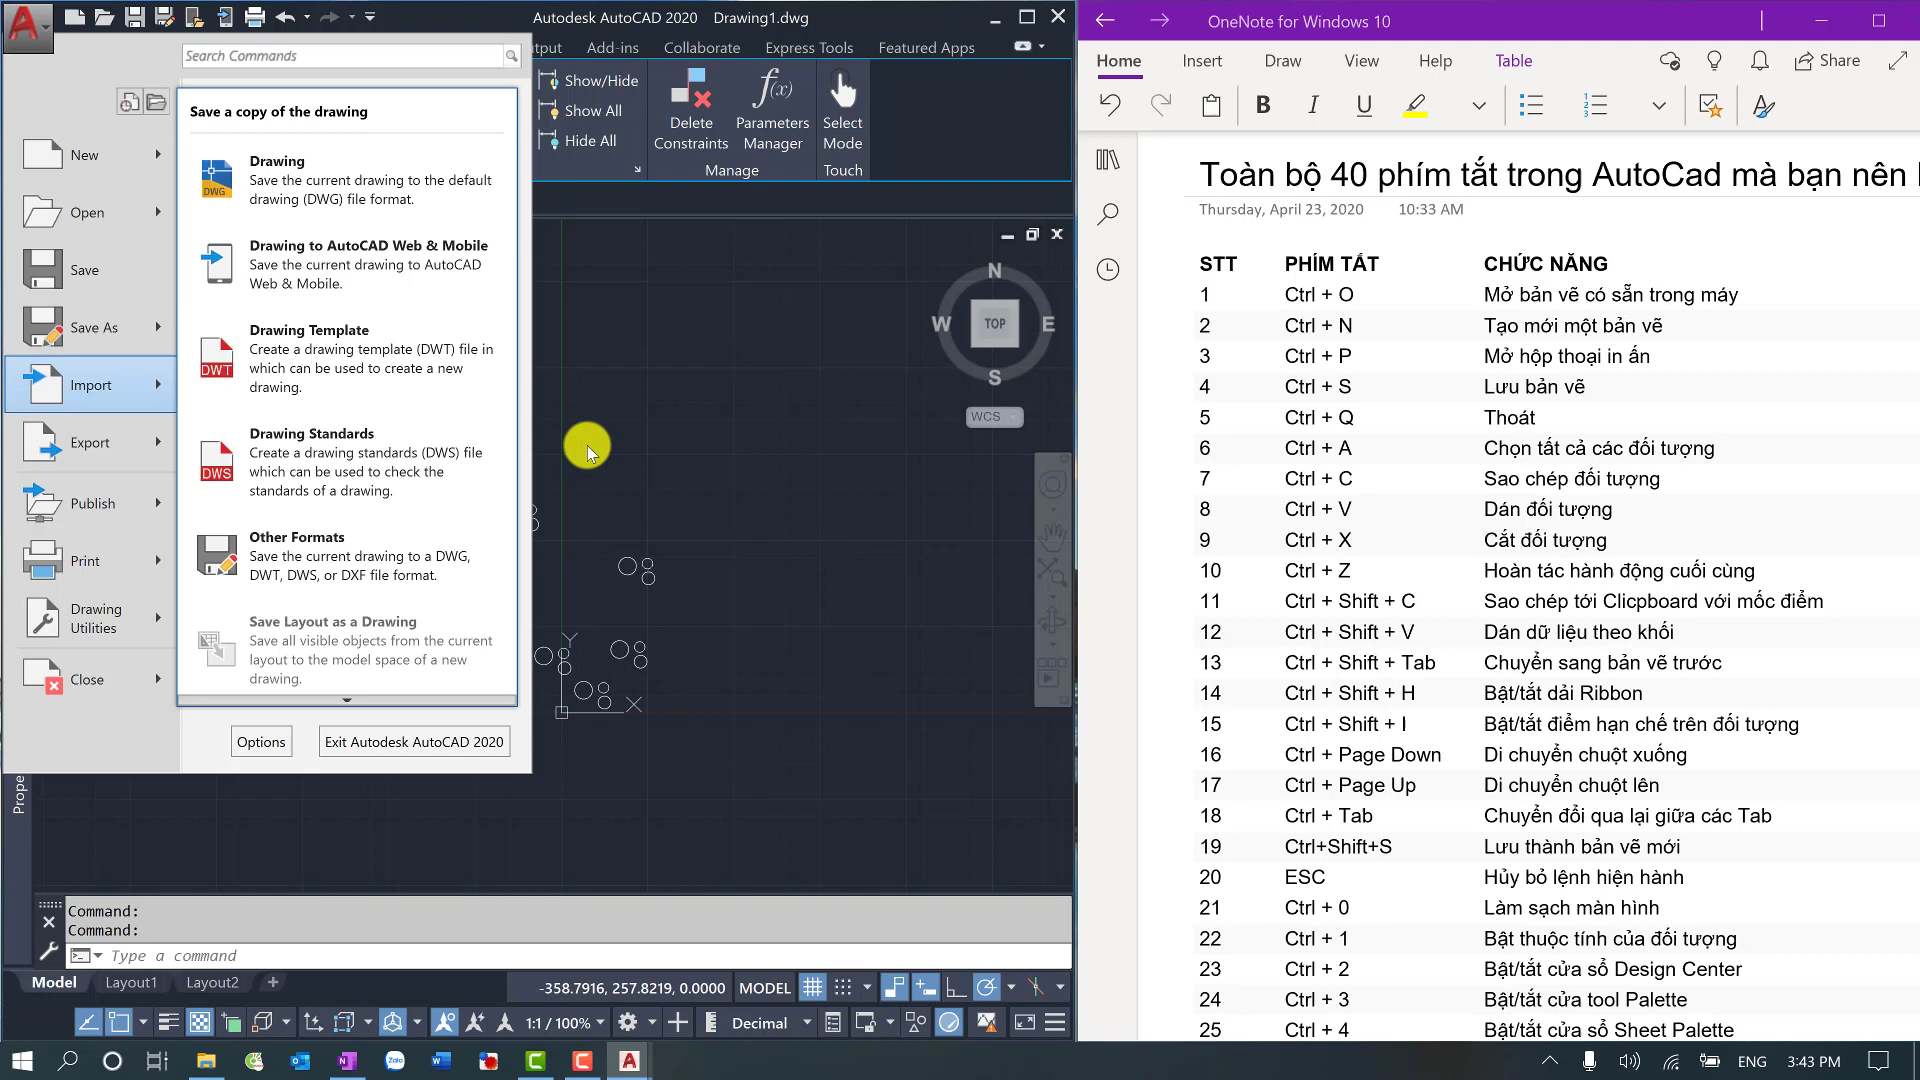 Autodesk AutoCAD 2020 Drawing1.dwg
Search Commands
Add-ins Collaborate Express Tools Featured Apps
Save a copy of the drawing
New
Open
Save
Save As
Import
Export
Publish
Print
Drawing
Utilities
Close
Drawing
Save the current drawing to the default
drawing (DWG) file format.
Drawing to AutoCAD Web & Mobile
Save the current drawing to AutoCAD
Web & Mobile.
Drawing Template
Create a drawing template (DWT) file in
which can be used to create a new
drawing.
Drawing Standards
Create a drawing standards (DWS) file
which can be used to check the
standards of a drawing.
Other Formats
Save the current drawing to a DWG,
DWT, DWS, or DXF file format.
Save Layout as a Drawing
Save all visible objects from the current
layout to the model space of a new
drawing.
DWG
DWT
DWS
Options
Exit Autodesk AutoCAD 2020
Show/Hide
Show All
Hide All
Delete
Constraints
Parameters
Manager
Select
Mode
Manage
Touch
N
W TOP E
S
WCS
Y
X
Command:
Command:
Type a command
Model Layout1 Layout2 +
-358.7916, 257.8219, 0.0000 MODEL
1:1 / 100% Decimal
OneNote for Windows 10
Home Insert Draw View Help Table Share
B I U
Toàn bộ 40 phím tắt trong AutoCad mà bạn nên
Thursday, April 23, 2020 10:33 AM
STT PHÍM TẮT CHỨC NĂNG
1 Ctrl + O Mở bản vẽ có sẵn trong máy
2 Ctrl + N Tạo mới một bản vẽ
3 Ctrl + P Mở hộp thoại in ấn
4 Ctrl + S Lưu bản vẽ
5 Ctrl + Q Thoát
6 Ctrl + A Chọn tất cả các đối tượng
7 Ctrl + C Sao chép đối tượng
8 Ctrl + V Dán đối tượng
9 Ctrl + X Cắt đối tượng
10 Ctrl + Z Hoàn tác hành động cuối cùng
11 Ctrl + Shift + C Sao chép tới Clicpboard với mốc điểm
12 Ctrl + Shift + V Dán dữ liệu theo khối
13 Ctrl + Shift + Tab Chuyển sang bản vẽ trước
14 Ctrl + Shift + H Bật/tắt dải Ribbon
15 Ctrl + Shift + I Bật/tắt điểm hạn chế trên đối tượng
16 Ctrl + Page Down Di chuyển chuột xuống
17 Ctrl + Page Up Di chuyển chuột lên
18 Ctrl + Tab Chuyển đổi qua lại giữa các Tab
19 Ctrl+Shift+S Lưu thành bản vẽ mới
20 ESC Hủy bỏ lệnh hiện hành
21 Ctrl + 0 Làm sạch màn hình
22 Ctrl + 1 Bật thuộc tính của đối tượng
23 Ctrl + 2 Bật/tắt cửa sổ Design Center
24 Ctrl + 3 Bật/tắt cửa tool Palette
25 Ctrl + 4 Bật/tắt cửa sổ Sheet Palette
Zalo
ENG 3:43 PM